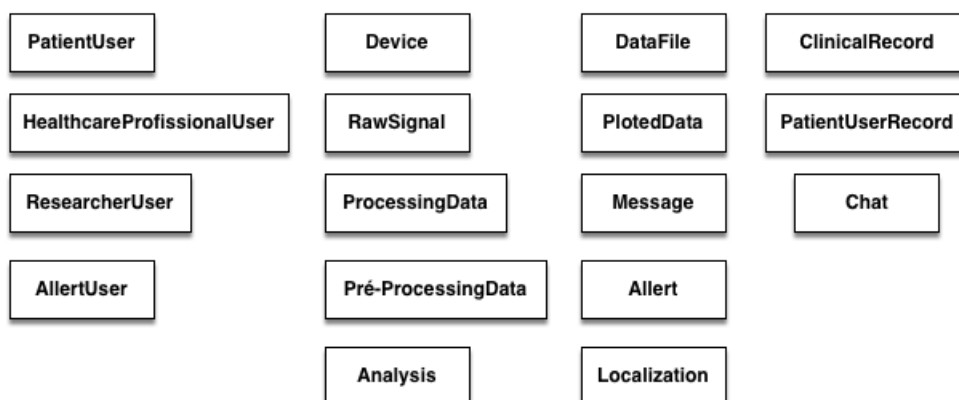 PatientUser
Device
DataFile
ClinicalRecord
HealthcareProfissionalUser
RawSignal
PlotedData
PatientUserRecord
ResearcherUser
ProcessingData
Message
Chat
AllertUser
Pré-ProcessingData
Allert
Analysis
Localization